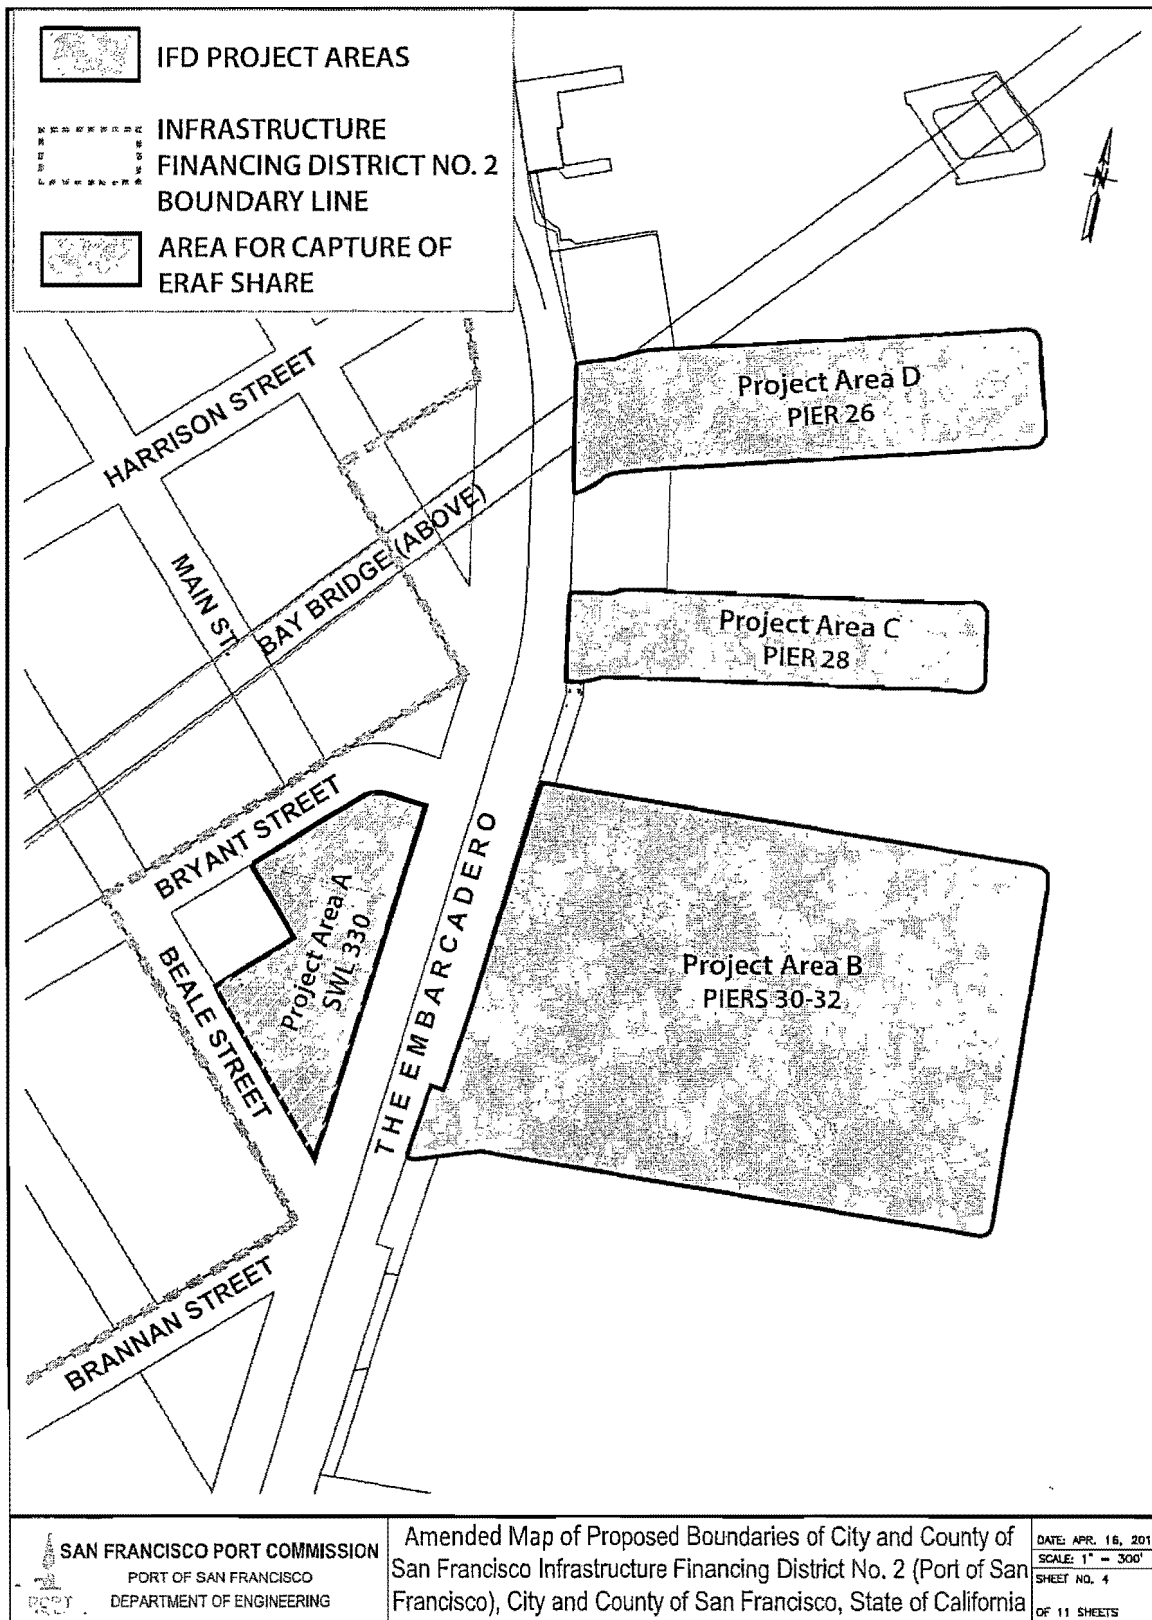 IFD PROJECT AREAS
INFRASTRUCTURE
FINANCING DISTRICT NO. 2
BOUNDARY LINE
AREA FOR CAPTURE OF
ERAF SHARE
N
HARRISON STREET
MAIN ST.
BAY BRIDGE (ABOVE)
Project Area D
PIER 26
Project Area C
PIER 28
BRYANT STREET
Project Area A
SWL 330
THE EMBARCADERO
Project Area B
PIERS 30-32
BEALE STREET
BRANNAN STREET
SAN FRANCISCO PORT COMMISSION
PORT OF SAN FRANCISCO
DEPARTMENT OF ENGINEERING
PORT
Amended Map of Proposed Boundaries of City and County of
San Francisco Infrastructure Financing District No. 2 (Port of San
Francisco), City and County of San Francisco, State of California
DATE: APR. 16, 201
SCALE: 1" = 300'
SHEET NO. 4
OF 11 SHEETS